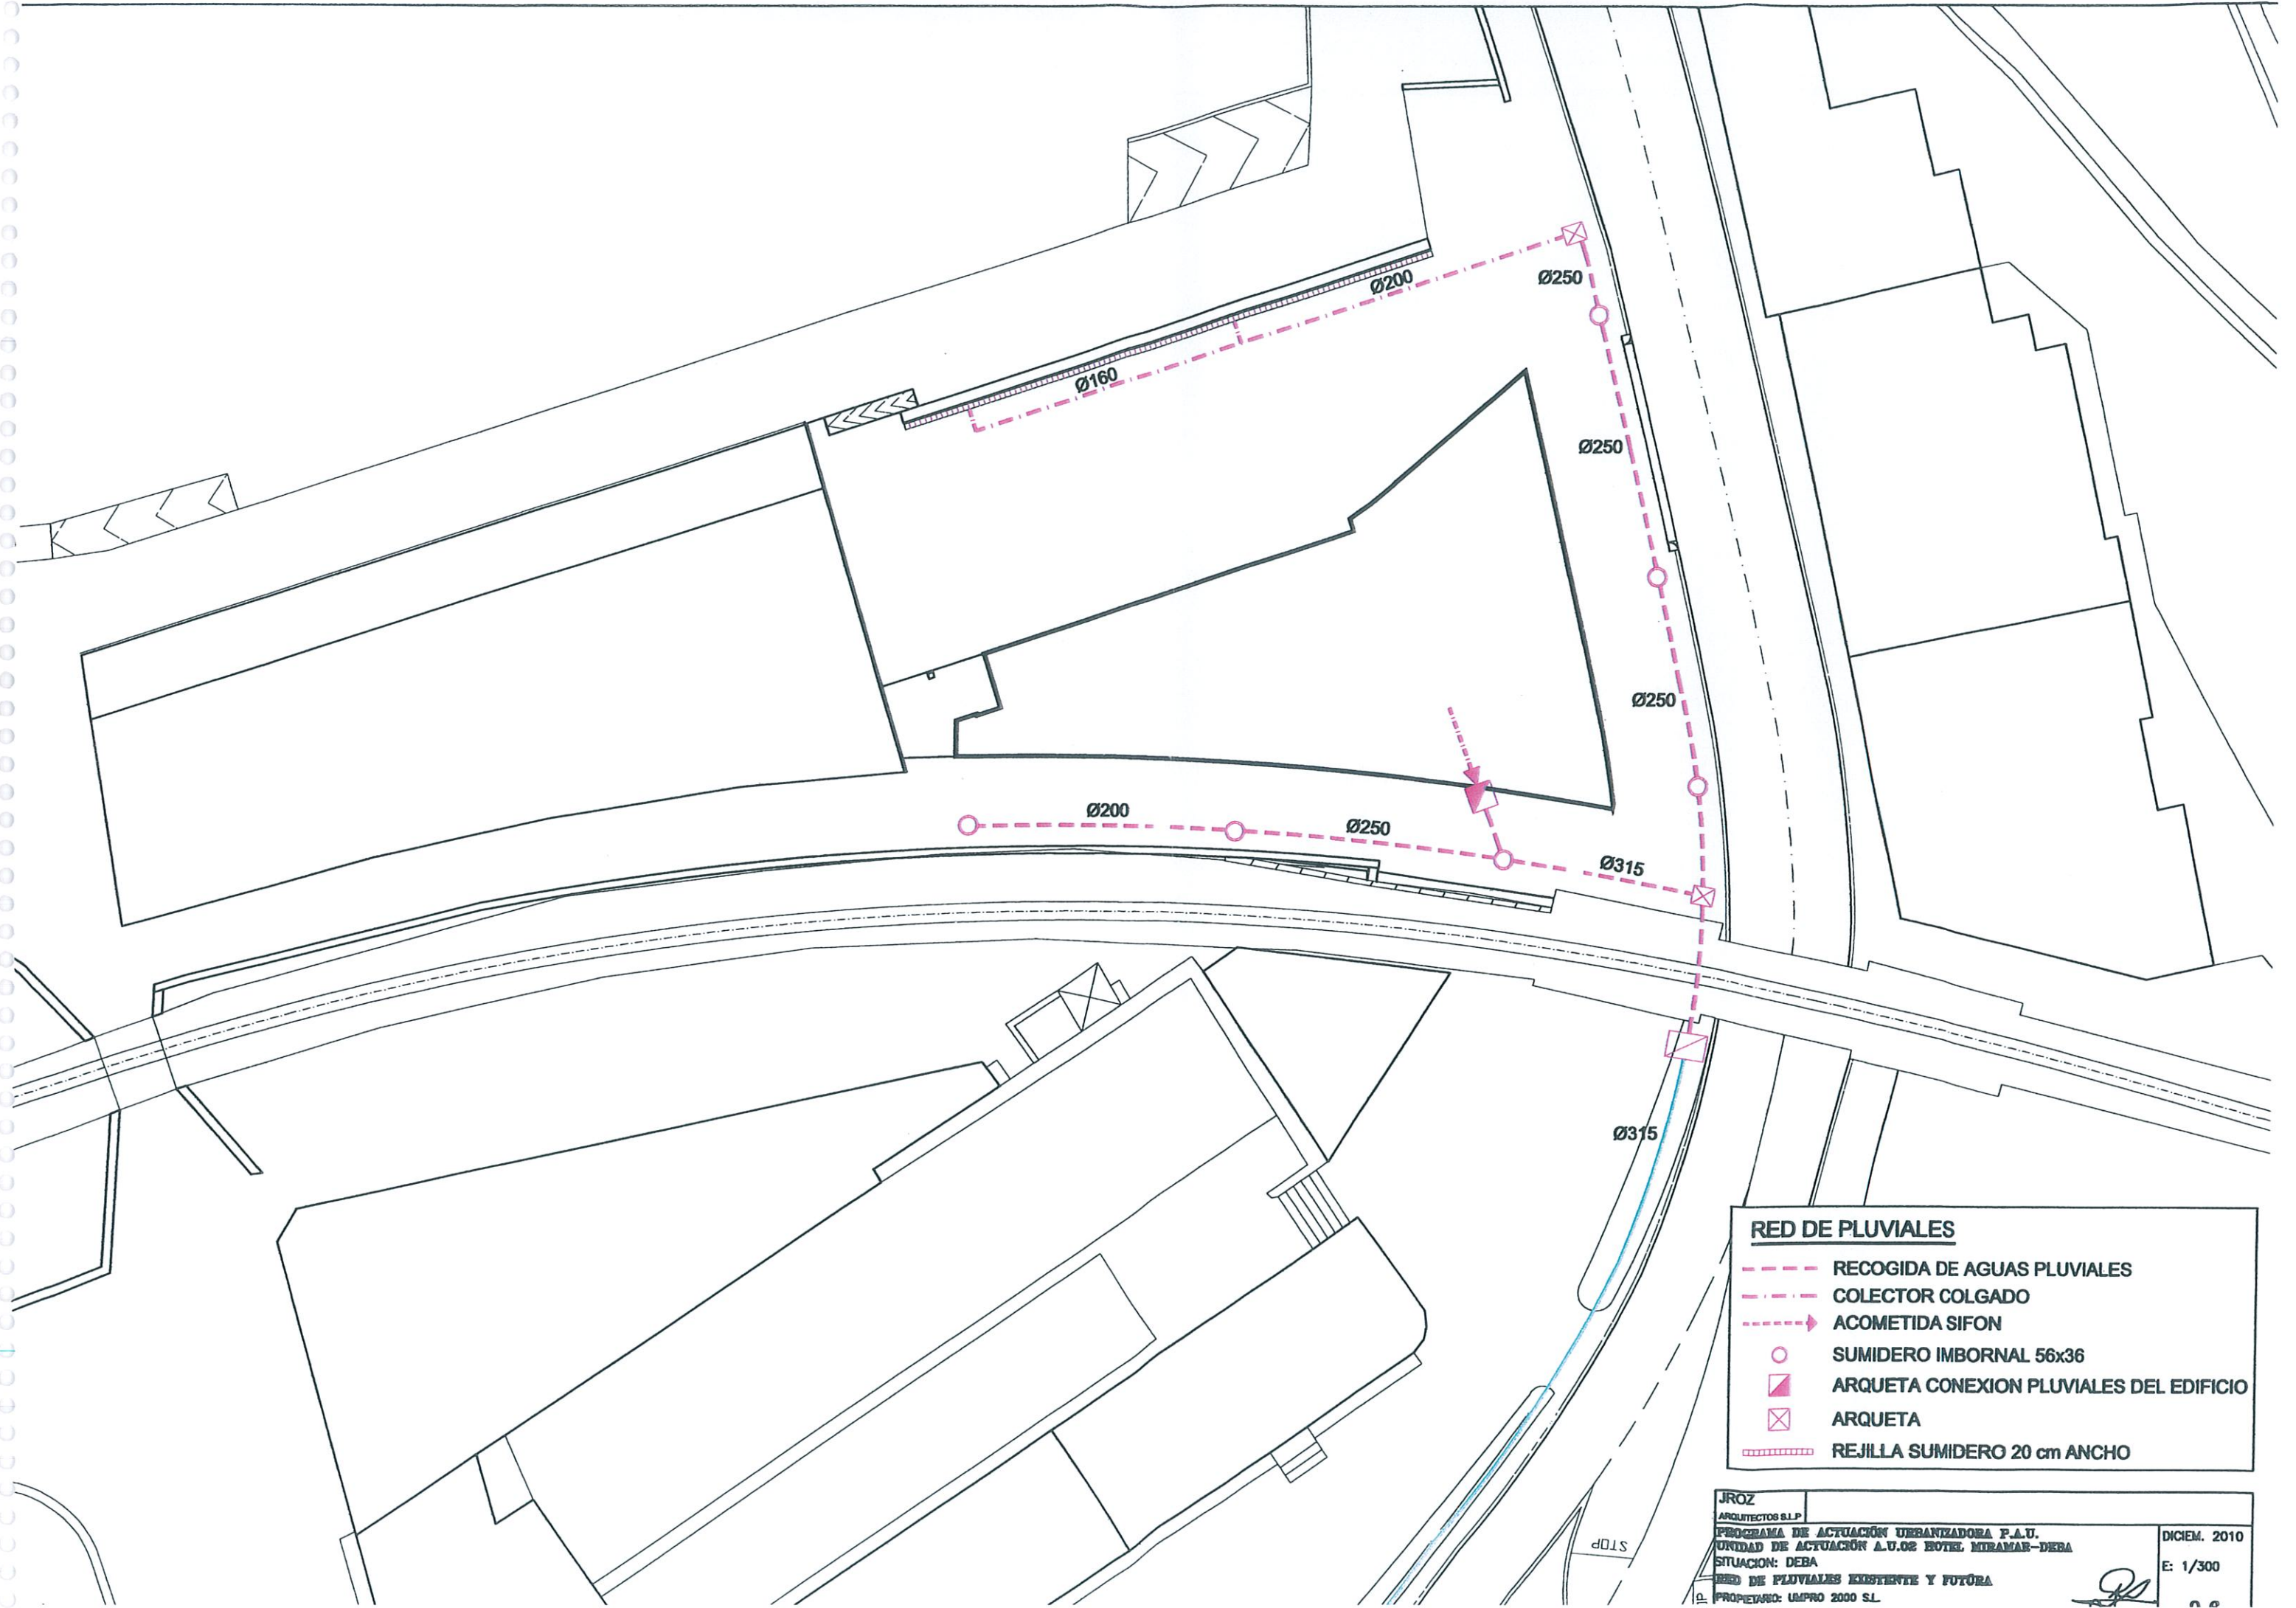 Ø200
Ø250
Ø160
Ø250
Ø250
Ø200
Ø250
Ø315
Ø315
RED DE PLUVIALES
RECOGIDA DE AGUAS PLUVIALES
COLECTOR COLGADO
ACOMETIDA SIFON
SUMIDERO IMBORNAL 56x36
ARQUETA CONEXION PLUVIALES DEL EDIFICIO
ARQUETA
REJILLA SUMIDERO 20 cm ANCHO
STOP
JROZ
ARQUITECTOS S.L.P
PROGRAMA DE ACTUACIÓN URBANIZADORA P.A.U.
UNIDAD DE ACTUACIÓN A.U.02 HOTEL MIRAMAR-DEBA
SITUACION: DEBA
RED DE PLUVIALES EXISTENTE Y FUTURA
PROPIETARIO: UMPRO 2000 S.L.
DICIEM. 2010
E: 1/300